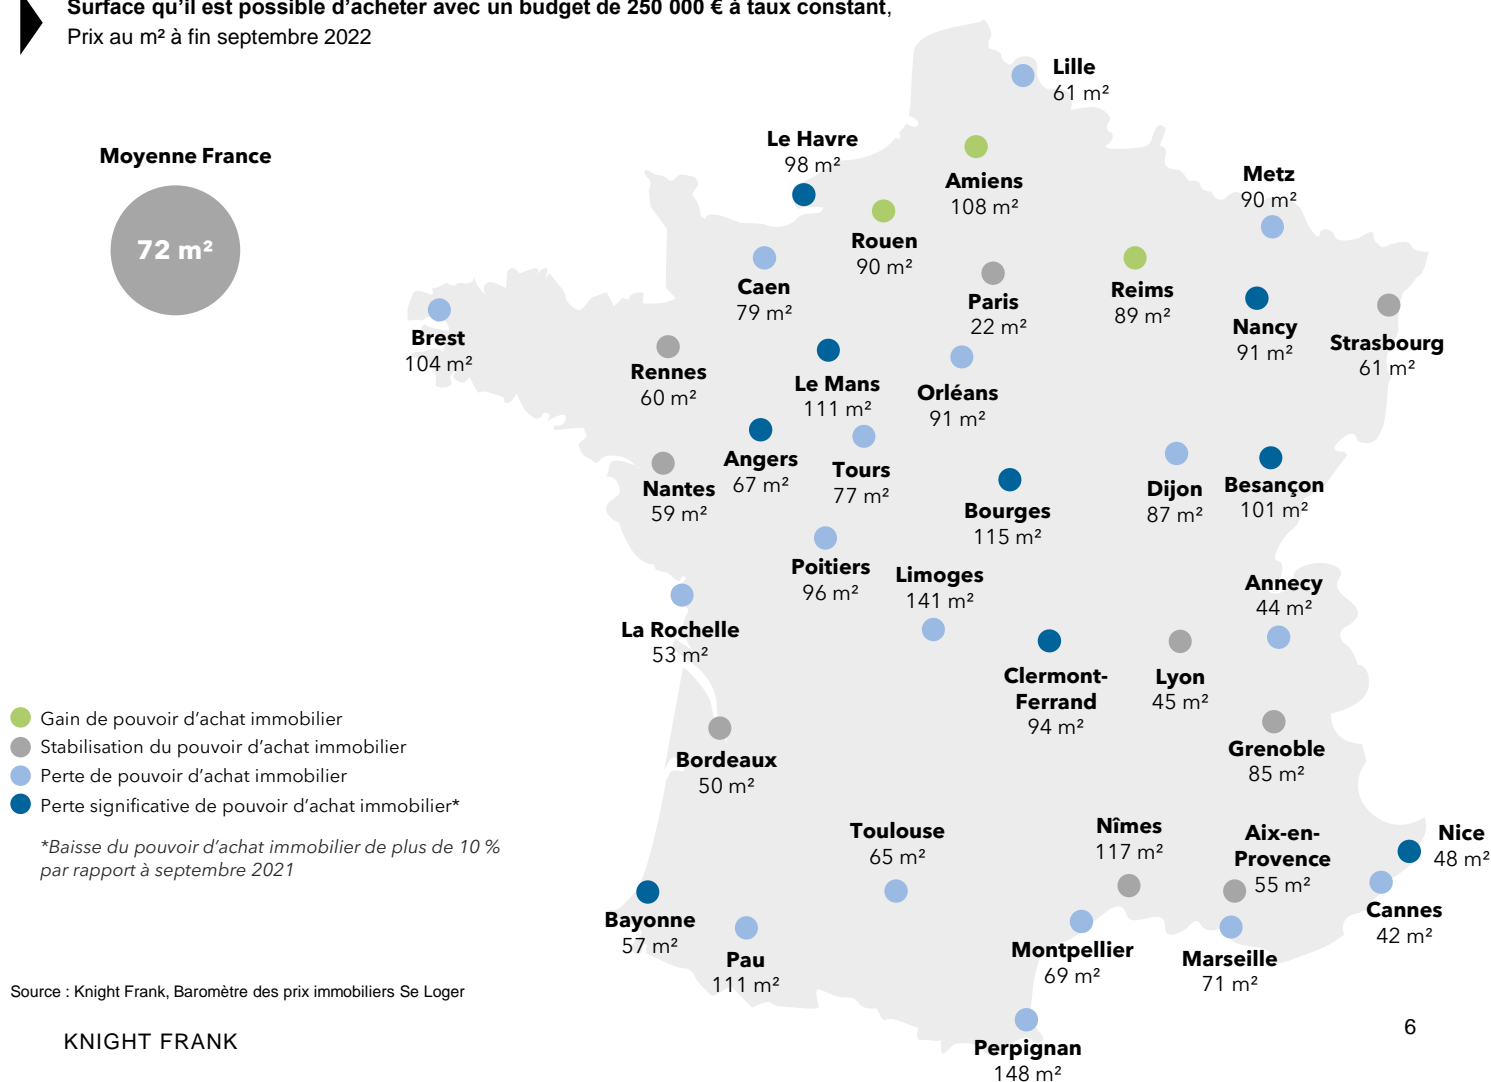 Surface qu'il est possible d'acheter avec un budget de 250 000 € à taux constant,
Prix au m² à fin septembre 2022
Moyenne France
72 m²
Lille
61 m²
Le Havre
98 m²
Amiens
108 m²
Metz
90 m²
Rouen
90 m²
Caen
79 m²
Paris
22 m²
Reims
89 m²
Nancy
91 m²
Strasbourg
61 m²
Brest
104 m²
Rennes
60 m²
Le Mans
111 m²
Orléans
91 m²
Angers
67 m²
Tours
77 m²
Nantes
59 m²
Bourges
115 m²
Dijon
87 m²
Besançon
101 m²
Poitiers
96 m²
Limoges
141 m²
Annecy
44 m²
La Rochelle
53 m²
Clermont-
Ferrand
94 m²
Lyon
45 m²
Gain de pouvoir d'achat immobilier
Stabilisation du pouvoir d'achat immobilier
Perte de pouvoir d'achat immobilier
Perte significative de pouvoir d'achat immobilier*
*Baisse du pouvoir d'achat immobilier de plus de 10 %
par rapport à septembre 2021
Bordeaux
50 m²
Grenoble
85 m²
Toulouse
65 m²
Nîmes
117 m²
Aix-en-
Provence
55 m²
Nice
48 m²
Cannes
42 m²
Bayonne
57 m²
Pau
111 m²
Montpellier
69 m²
Marseille
71 m²
Perpignan
148 m²
Source : Knight Frank, Baromètre des prix immobiliers Se Loger
KNIGHT FRANK
6